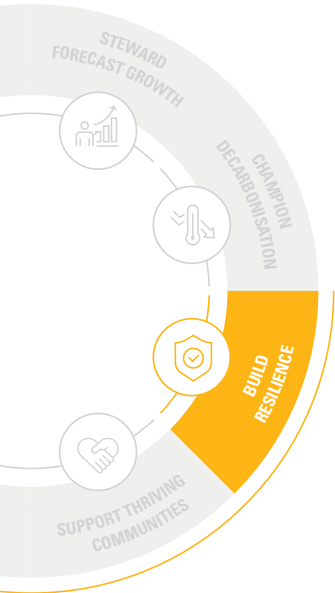 STEWARD
FORECAST GROWTH
CHAMPION
DECARBONISATION
BUILD
RESILIENCE
SUPPORT THRIVING
COMMUNITIES